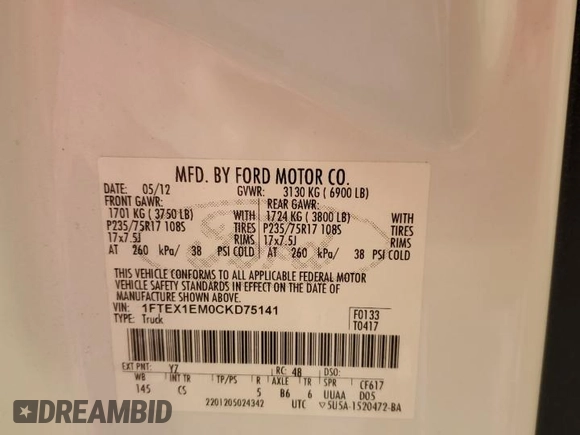 MFD. BY FORD MOTOR CO.
DATE: 05/12 GVWR: 3130 KG ( 6900 LB)
FRONT GAWR: REAR GAWR:
1701 KG ( 3750 LB) WITH 1724 KG ( 3800 LB) WITH
P235/75R17 108S TIRES P235/75R17 108S TIRES
17x7.5J RIMS 17x7.5J RIMS
AT 260 kPa/ 38 PSI COLD AT 260 kPa/ 38 PSI COLD
THIS VEHICLE CONFORMS TO ALL APPLICABLE FEDERAL MOTOR
VEHICLE SAFETY STANDARDS IN EFFECT ON THE DATE OF
MANUFACTURE SHOWN ABOVE.
VIN: 1FTEX1EM0CKD75141 F0133
TYPE: Truck T0417
EXT PNT: YZ RC: 48 DSO:
WB INT TR TP/PS R AXLE TR SPR CF617
145 CS 5 B6 6 UUAA D05
2201205024342 UTC 5U5A-1520472-BA
DREAMBID DREAMBID